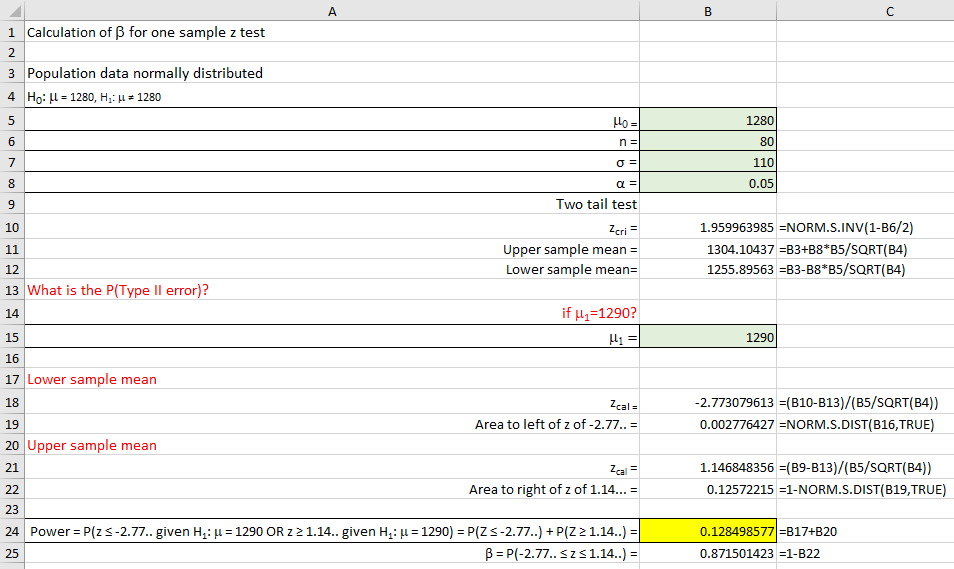 A B C
1 Calculation of β for one sample z test
2
3 Population data normally distributed
4 H₀: μ = 1280, H₁: μ ≠ 1280
5 μ₀ = 1280
6 n = 80
7 σ = 110
8 α = 0.05
9 Two tail test
10 Zcri = 1.959963985 =NORM.S.INV(1-B6/2)
11 Upper sample mean = 1304.10437 =B3+B8*B5/SQRT(B4)
12 Lower sample mean= 1255.89563 =B3-B8*B5/SQRT(B4)
13 What is the P(Type II error)?
14 if μ₁=1290?
15 μ₁ = 1290
16
17 Lower sample mean
18 Zcal = -2.773079613 =(B10-B13)/(B5/SQRT(B4))
19 Area to left of z of -2.77.. = 0.002776427 =NORM.S.DIST(B16,TRUE)
20 Upper sample mean
21 Zcal = 1.146848356 =(B9-B13)/(B5/SQRT(B4))
22 Area to right of z of 1.14... = 0.12572215 =1-NORM.S.DIST(B19,TRUE)
23
24 Power = P(z ≤ -2.77.. given H₁: μ = 1290 OR z ≥ 1.14.. given H₁: μ = 1290) = P(Z ≤ -2.77..) + P(Z ≥ 1.14..) = 0.128498577 =B17+B20
25 β = P(-2.77.. ≤ z ≤ 1.14..) = 0.871501423 =1-B22